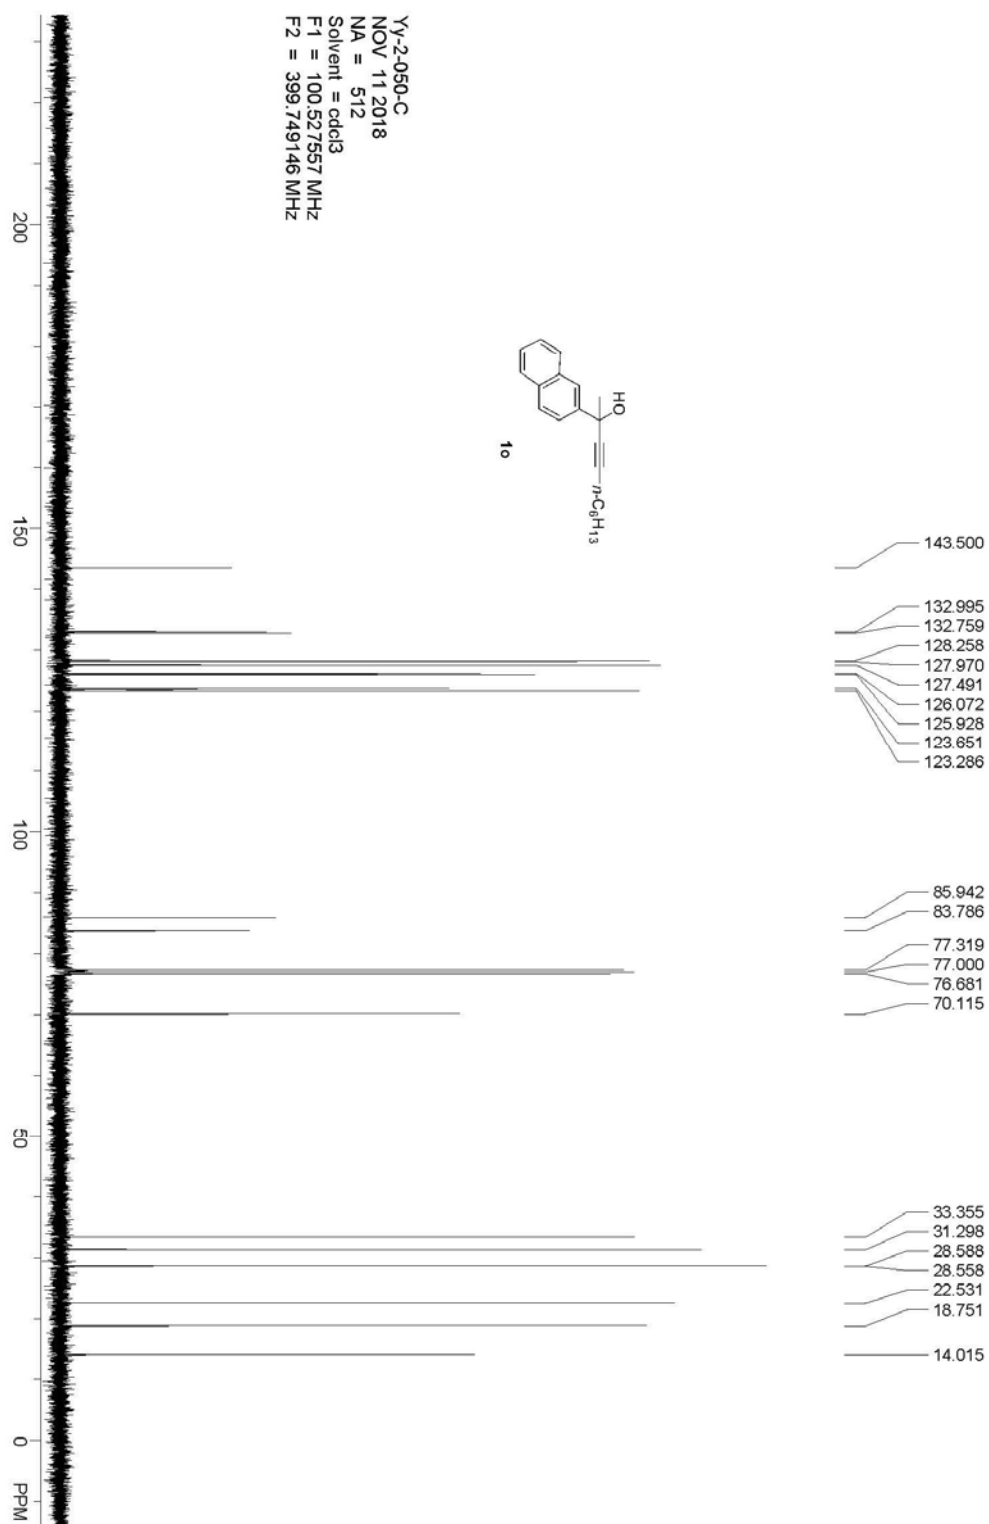 Yy-2-050-C
NOV 11 2018
NA = 512
Solvent = cdcl3
F1 = 100.527557 MHz
F2 = 399.749146 MHz
HO
n-C6H13
1o
143.500
132.995
132.759
128.258
127.970
127.491
126.072
125.928
123.651
123.286
85.942
83.786
77.319
77.000
76.681
70.115
33.355
31.298
28.588
28.558
22.531
18.751
14.015
200
150
100
50
0
PPM